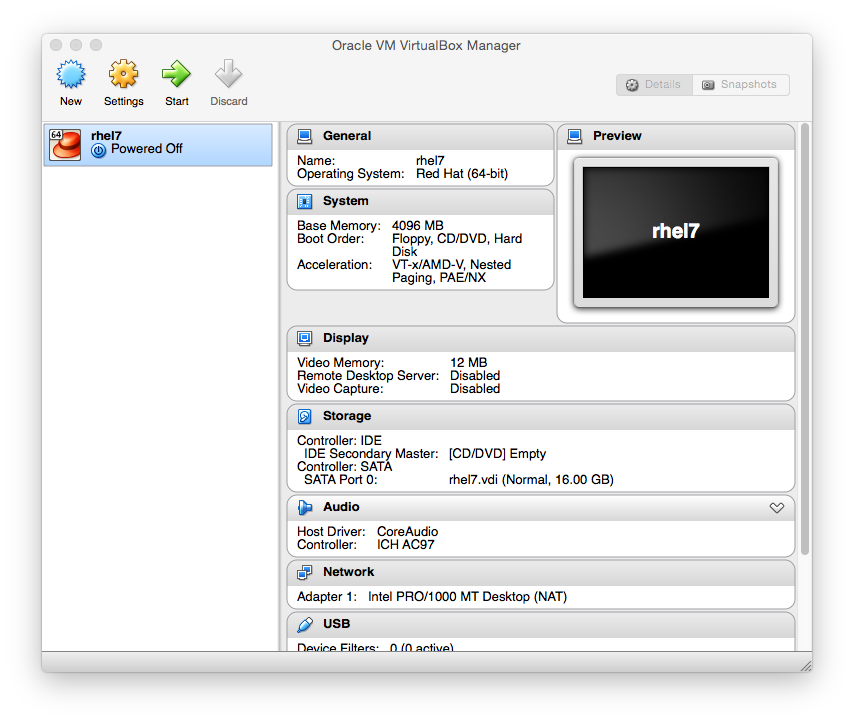 Oracle VM VirtualBox Manager
New Settings Start Discard
Details Snapshots
64
rhel7
Powered Off
General
Name: rhel7
Operating System: Red Hat (64-bit)
Preview
rhel7
System
Base Memory: 4096 MB
Boot Order: Floppy, CD/DVD, Hard
Disk
Acceleration: VT-x/AMD-V, Nested
Paging, PAE/NX
Display
Video Memory: 12 MB
Remote Desktop Server: Disabled
Video Capture: Disabled
Storage
Controller: IDE
IDE Secondary Master: [CD/DVD] Empty
Controller: SATA
SATA Port 0: rhel7.vdi (Normal, 16.00 GB)
Audio
Host Driver: CoreAudio
Controller: ICH AC97
Network
Adapter 1: Intel PRO/1000 MT Desktop (NAT)
USB
Device Filters: 0 (0 active)